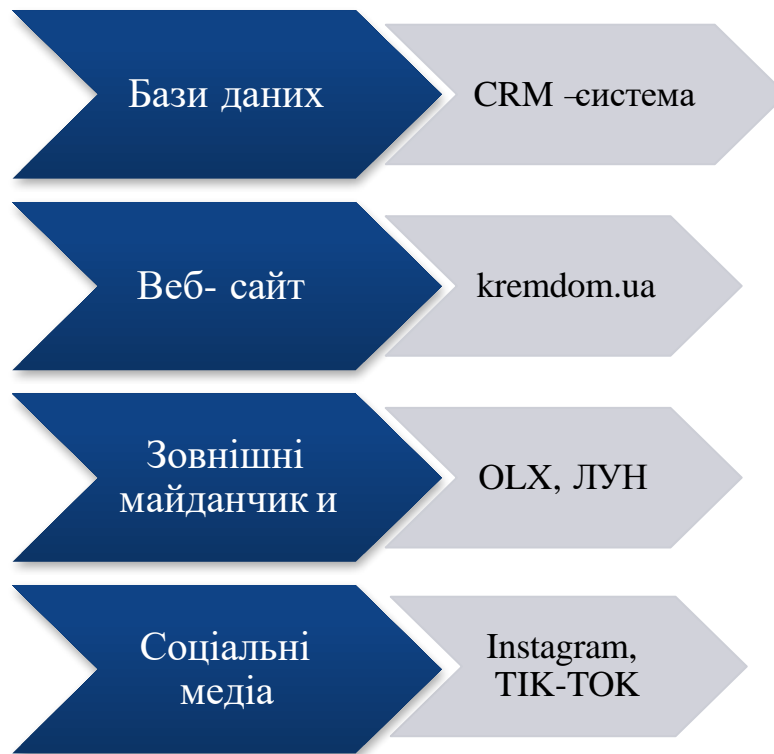 Бази даних
CRM –система
Веб- сайт
kremdom.ua
Зовнішні
майданчик и
OLX, ЛУН
Соціальні
медіа
Instagram,
TIK-TOK